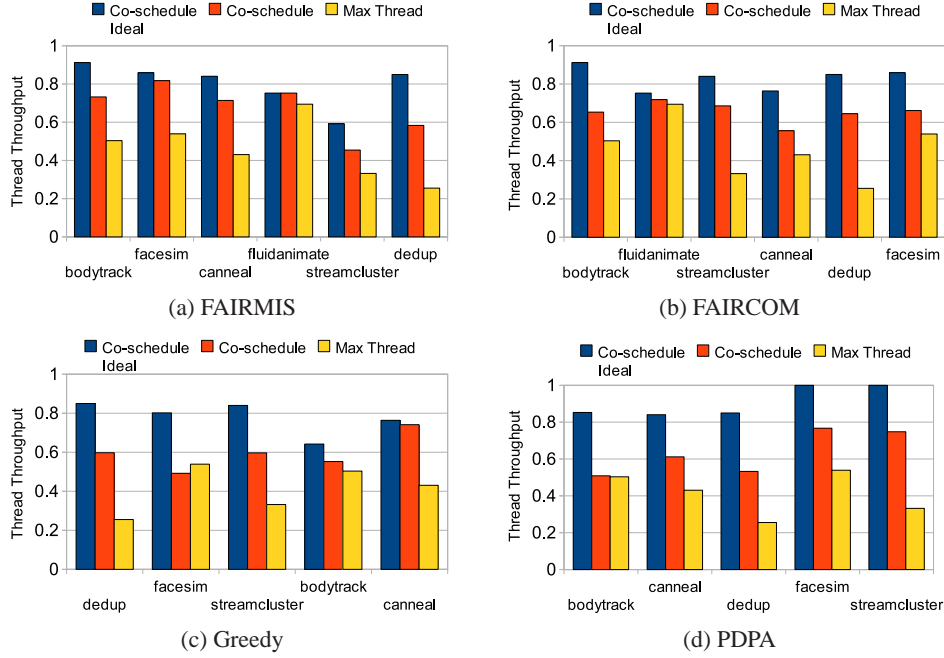 Co-schedule Ideal
Co-schedule
Max Thread
Thread Throughput
1
0.8
0.6
0.4
0.2
0
bodytrack
facesim
canneal
fluidanimate
streamcluster
dedup
(a) FAIRMIS
Co-schedule Ideal
Co-schedule
Max Thread
Thread Throughput
1
0.8
0.6
0.4
0.2
0
bodytrack
fluidanimate
streamcluster
canneal
dedup
facesim
(b) FAIRCOM
Co-schedule Ideal
Co-schedule
Max Thread
Thread Throughput
1
0.8
0.6
0.4
0.2
0
dedup
facesim
streamcluster
bodytrack
canneal
(c) Greedy
Co-schedule Ideal
Co-schedule
Max Thread
Thread Throughput
1
0.8
0.6
0.4
0.2
0
bodytrack
canneal
dedup
facesim
streamcluster
(d) PDPA